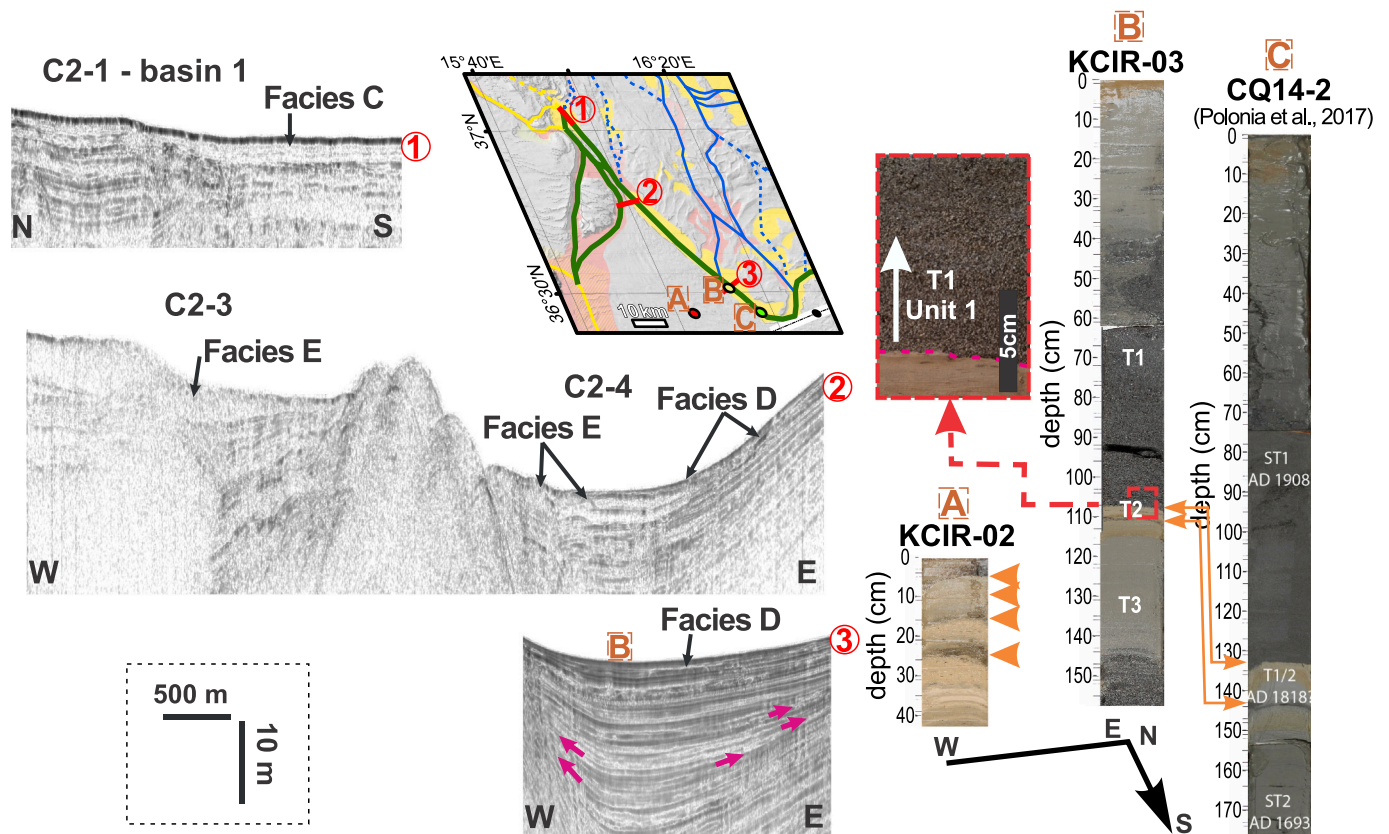 C2-1 - basin 1
Facies C
1
N
S
15°40'E
16°20'E
37°N
36°30'N
1
2
3
A
B
C
10km
C2-3
Facies E
C2-4
Facies E
Facies D
2
W
E
Facies D
B
3
W
E
500 m
10 m
T1
Unit 1
5cm
A
KCIR-02
depth (cm)
0
10
20
30
40
B
KCIR-03
depth (cm)
0
10
20
30
40
50
60
70
80
90
100
110
120
130
140
150
T1
T2
T3
C
CQ14-2
(Polonia et al., 2017)
depth (cm)
0
10
20
30
40
50
60
70
80
90
100
110
120
130
140
150
160
170
ST1
AD 1908
T1/2
AD 1818?
ST2
AD 1693
W
E
N
S